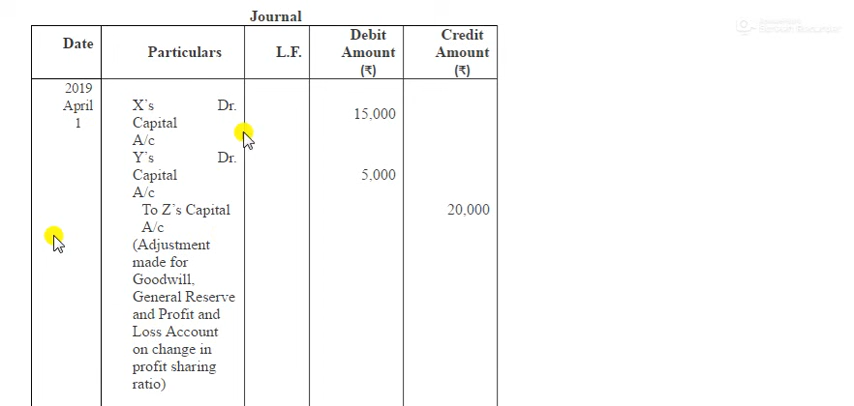 Journal
Date
Particulars
L.F.
Debit
Amount
(₹)
Credit
Amount
(₹)
2019
April
1
X's Dr.
Capital
A/c
15,000
Y's Dr.
Capital
A/c
5,000
To Z's Capital
A/c
20,000
(Adjustment
made for
Goodwill,
General Reserve
and Profit and
Loss Account
on change in
profit sharing
ratio)